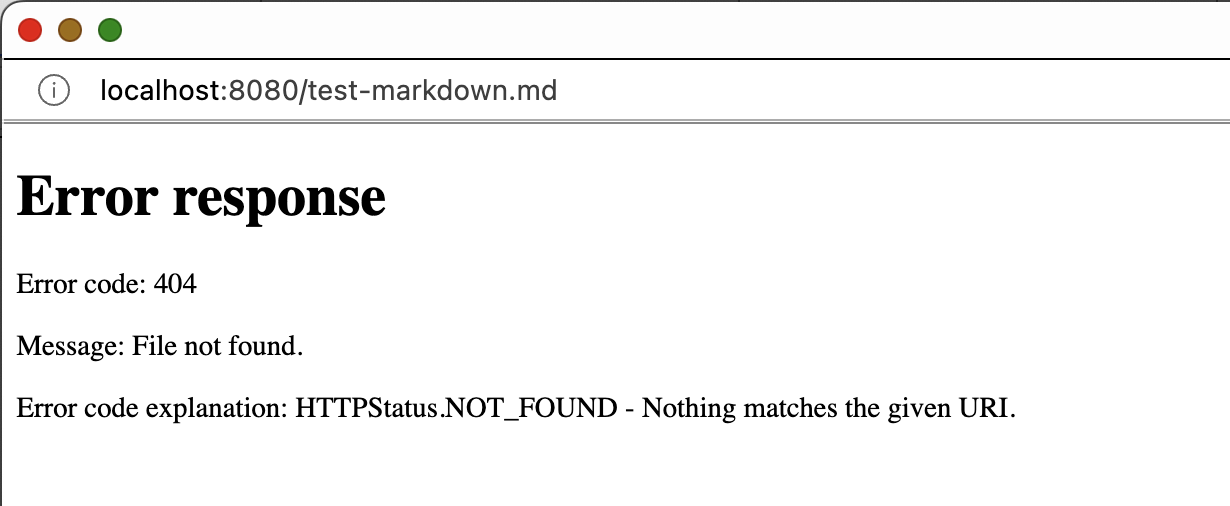 localhost:8080/test-markdown.md
Error response
Error code: 404
Message: File not found.
Error code explanation: HTTPStatus.NOT_FOUND - Nothing matches the given URI.